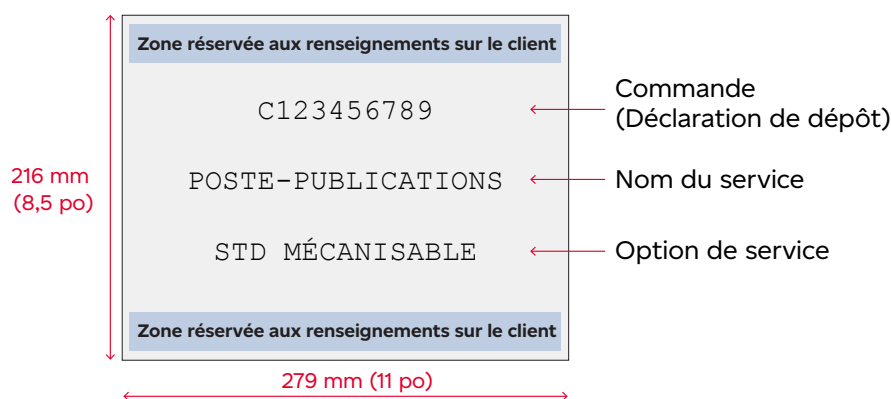 Zone réservée aux renseignements sur le client
C123456789
Commande
(Déclaration de dépôt)
POSTE-PUBLICATIONS
Nom du service
STD MÉCANISABLE
Option de service
Zone réservée aux renseignements sur le client
216 mm
(8,5 po)
279 mm (11 po)